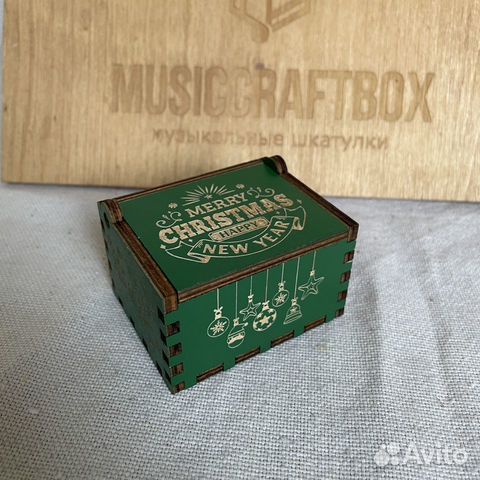 MUSICCRAFTBOX
музыкальные шкатулки
MERRY
CHRISTMAS
HAPPY
NEW YEAR
Avito